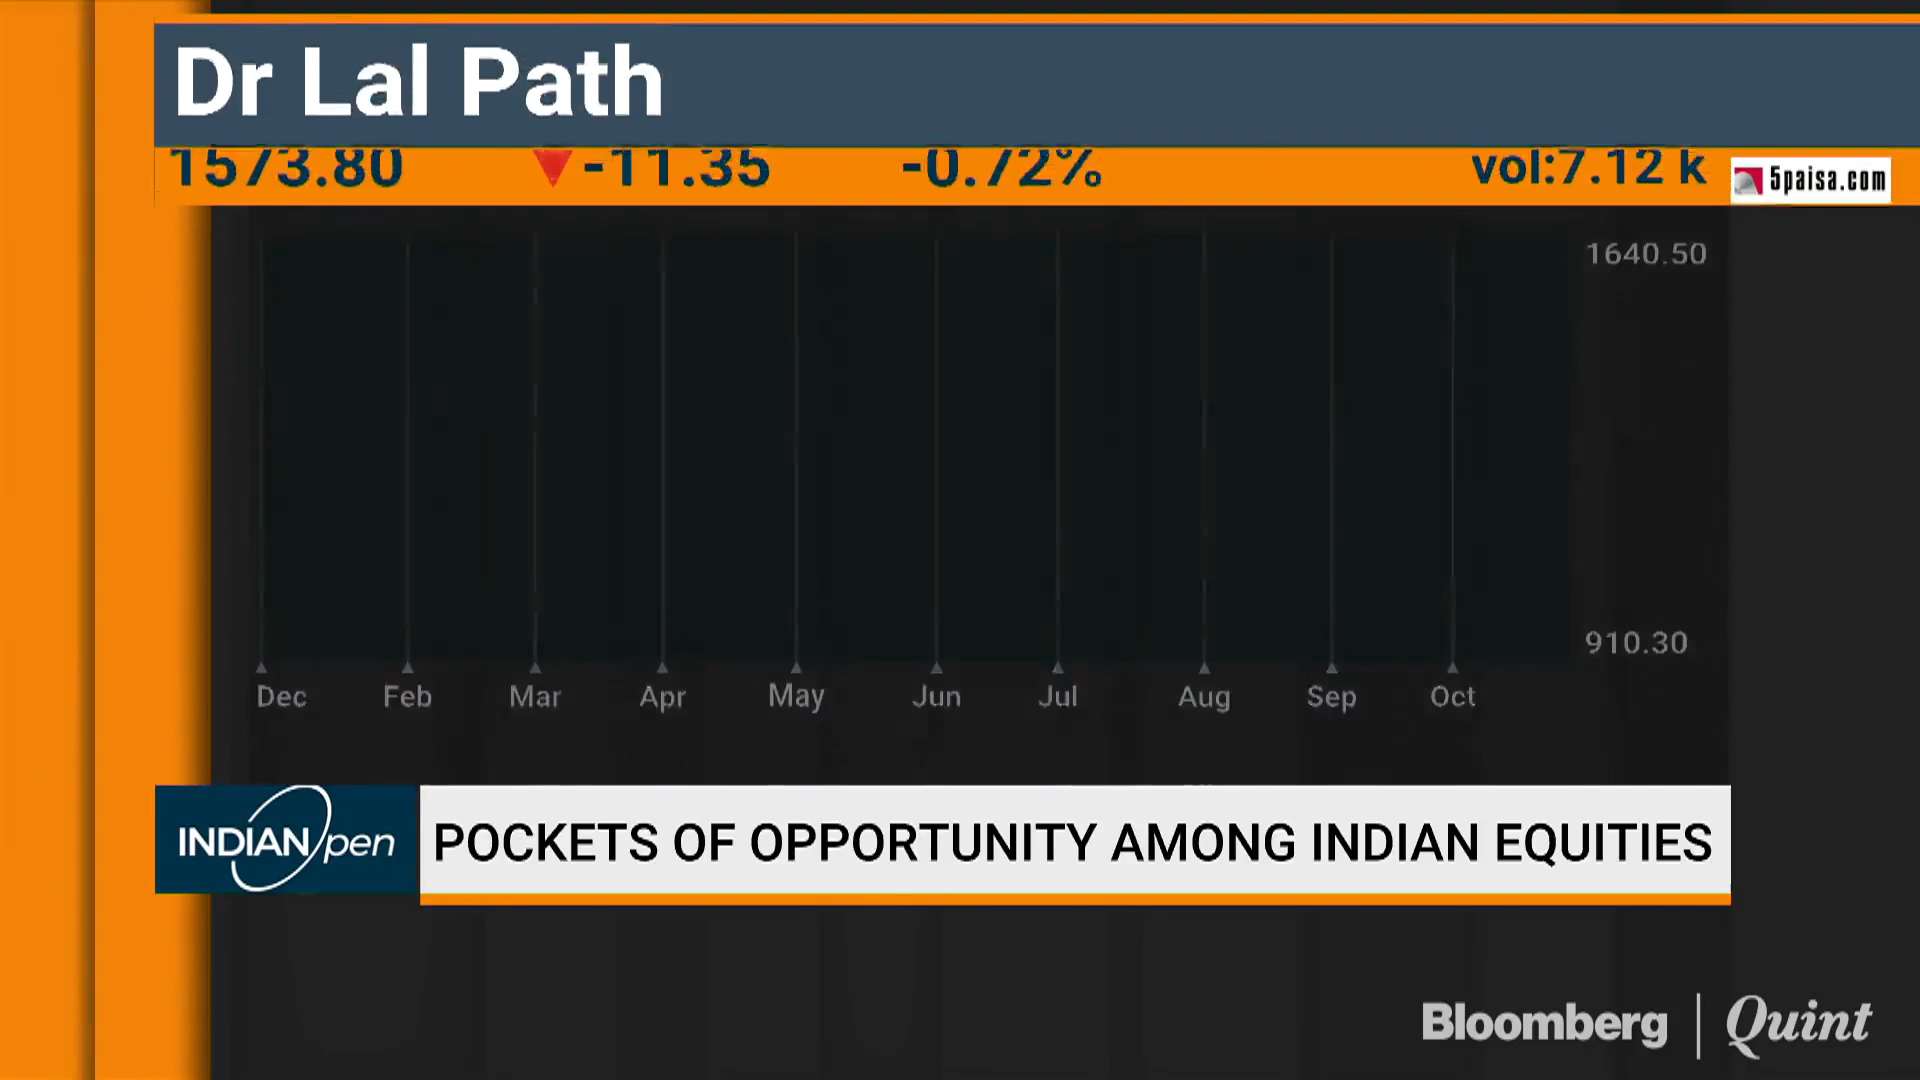 Dr Lal Path
1573.80 ▼-11.35 -0.72% vol:7.12 k
5paisa.com
1640.50
910.30
Dec Feb Mar Apr May Jun Jul Aug Sep Oct
INDIAN Open
POCKETS OF OPPORTUNITY AMONG INDIAN EQUITIES
Bloomberg | Quint